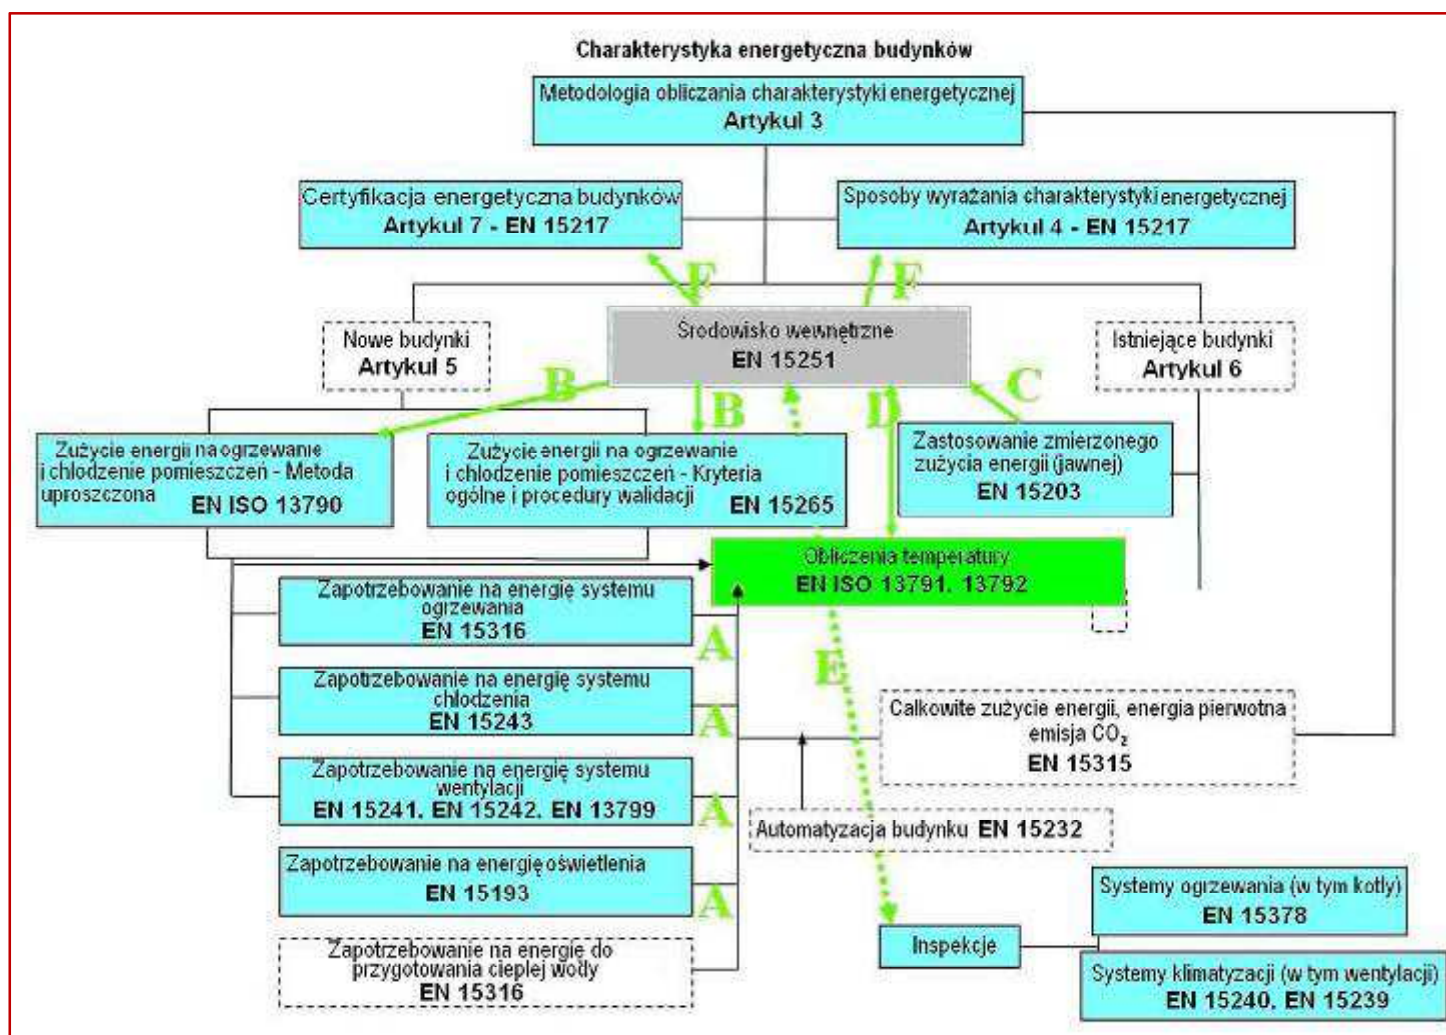 Charakterystyka energetyczna budynków
Metodologia obliczania charakterystyki energetycznej
Artykuł 3
Certyfikacja energetyczna budynków
Artykuł 7 - EN 15217
Sposoby wyrażania charakterystyki energetycznej
Artykuł 4 - EN 15217
F
F
Nowe budynki
Artykuł 5
Środowisko wewnętrzne
EN 15251
Istniejące budynki
Artykuł 6
B
B
D
C
Zużycie energii na ogrzewanie
i chłodzenie pomieszczeń - Metoda
uproszczona EN ISO 13790
Zużycie energii na ogrzewanie
i chłodzenie pomieszczeń - Kryteria
ogólne i procedury walidacji EN 15265
Zastosowanie zmierzonego
zużycia energii (jawnej)
EN 15203
Obliczenia temperatury
EN ISO 13791, 13792
Zapotrzebowanie na energię systemu
ogrzewania
EN 15316
A
E
Zapotrzebowanie na energię systemu
chłodzenia
EN 15243
A
Całkowite zużycie energii, energia pierwotna
emisja CO₂
EN 15315
Zapotrzebowanie na energię systemu
wentylacji
EN 15241, EN 15242, EN 13799
A
Automatyzacja budynku EN 15232
Zapotrzebowanie na energię oświetlenia
EN 15193
A
Systemy ogrzewania (w tym kotły)
EN 15378
Inspekcje
Zapotrzebowanie na energię do
przygotowania ciepłej wody
EN 15316
Systemy klimatyzacji (w tym wentylacji)
EN 15240, EN 15239